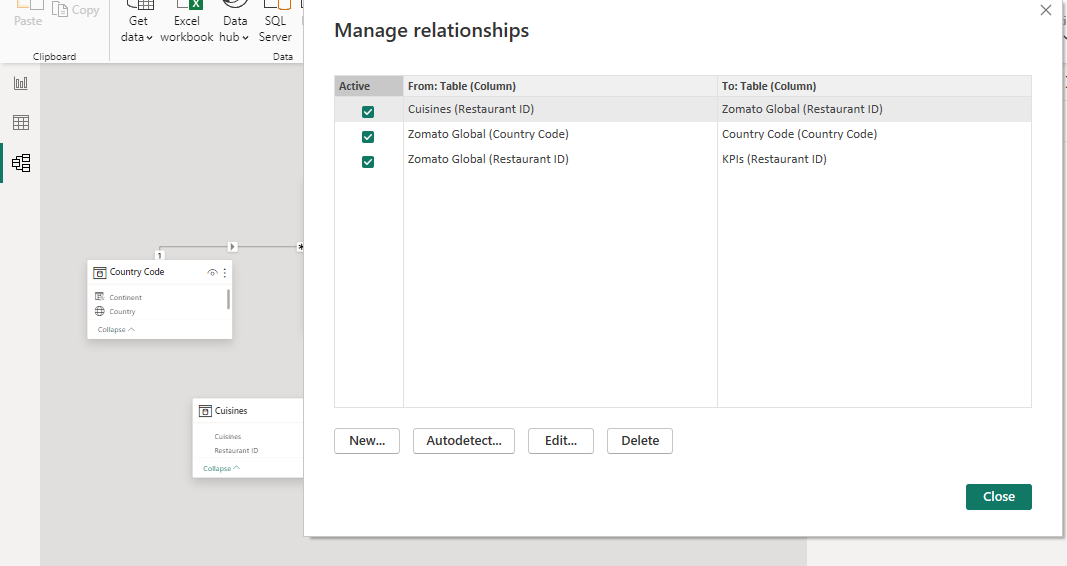 Paste
Copy
Get
data
Excel
workbook
Data
hub
SQL
Server
Clipboard
Data
Manage relationships
Active
From: Table (Column)
To: Table (Column)
Cuisines (Restaurant ID)
Zomato Global (Restaurant ID)
Zomato Global (Country Code)
Country Code (Country Code)
Zomato Global (Restaurant ID)
KPIs (Restaurant ID)
1
*
Country Code
Continent
Country
Collapse
Cuisines
Cuisines
Restaurant ID
Collapse
New...
Autodetect...
Edit...
Delete
Close